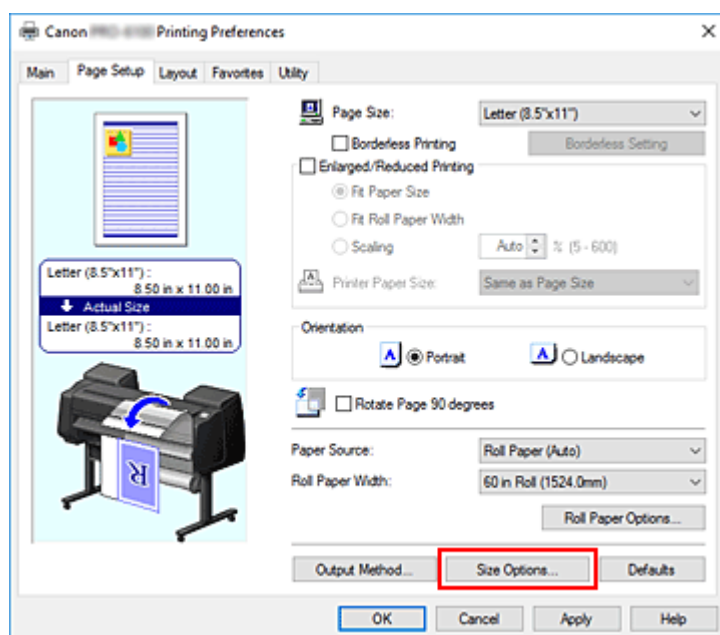 Canon Printing Preferences
Main Page Setup Layout Favorites Utility
Page Size: Letter (8.5"x11")
Borderless Printing Borderless Setting
Enlarged/Reduced Printing
Fit Paper Size
Fit Roll Paper Width
Scaling Auto % (5 - 600)
Printer Paper Size: Same as Page Size
Letter (8.5"x11") :
8.50 in x 11.00 in
Actual Size
Letter (8.5"x11") :
8.50 in x 11.00 in
Orientation
A Portrait A Landscape
Rotate Page 90 degrees
Paper Source: Roll Paper (Auto)
Roll Paper Width: 60 in Roll (1524.0mm)
Roll Paper Options...
R
Output Method... Size Options... Defaults
OK Cancel Apply Help